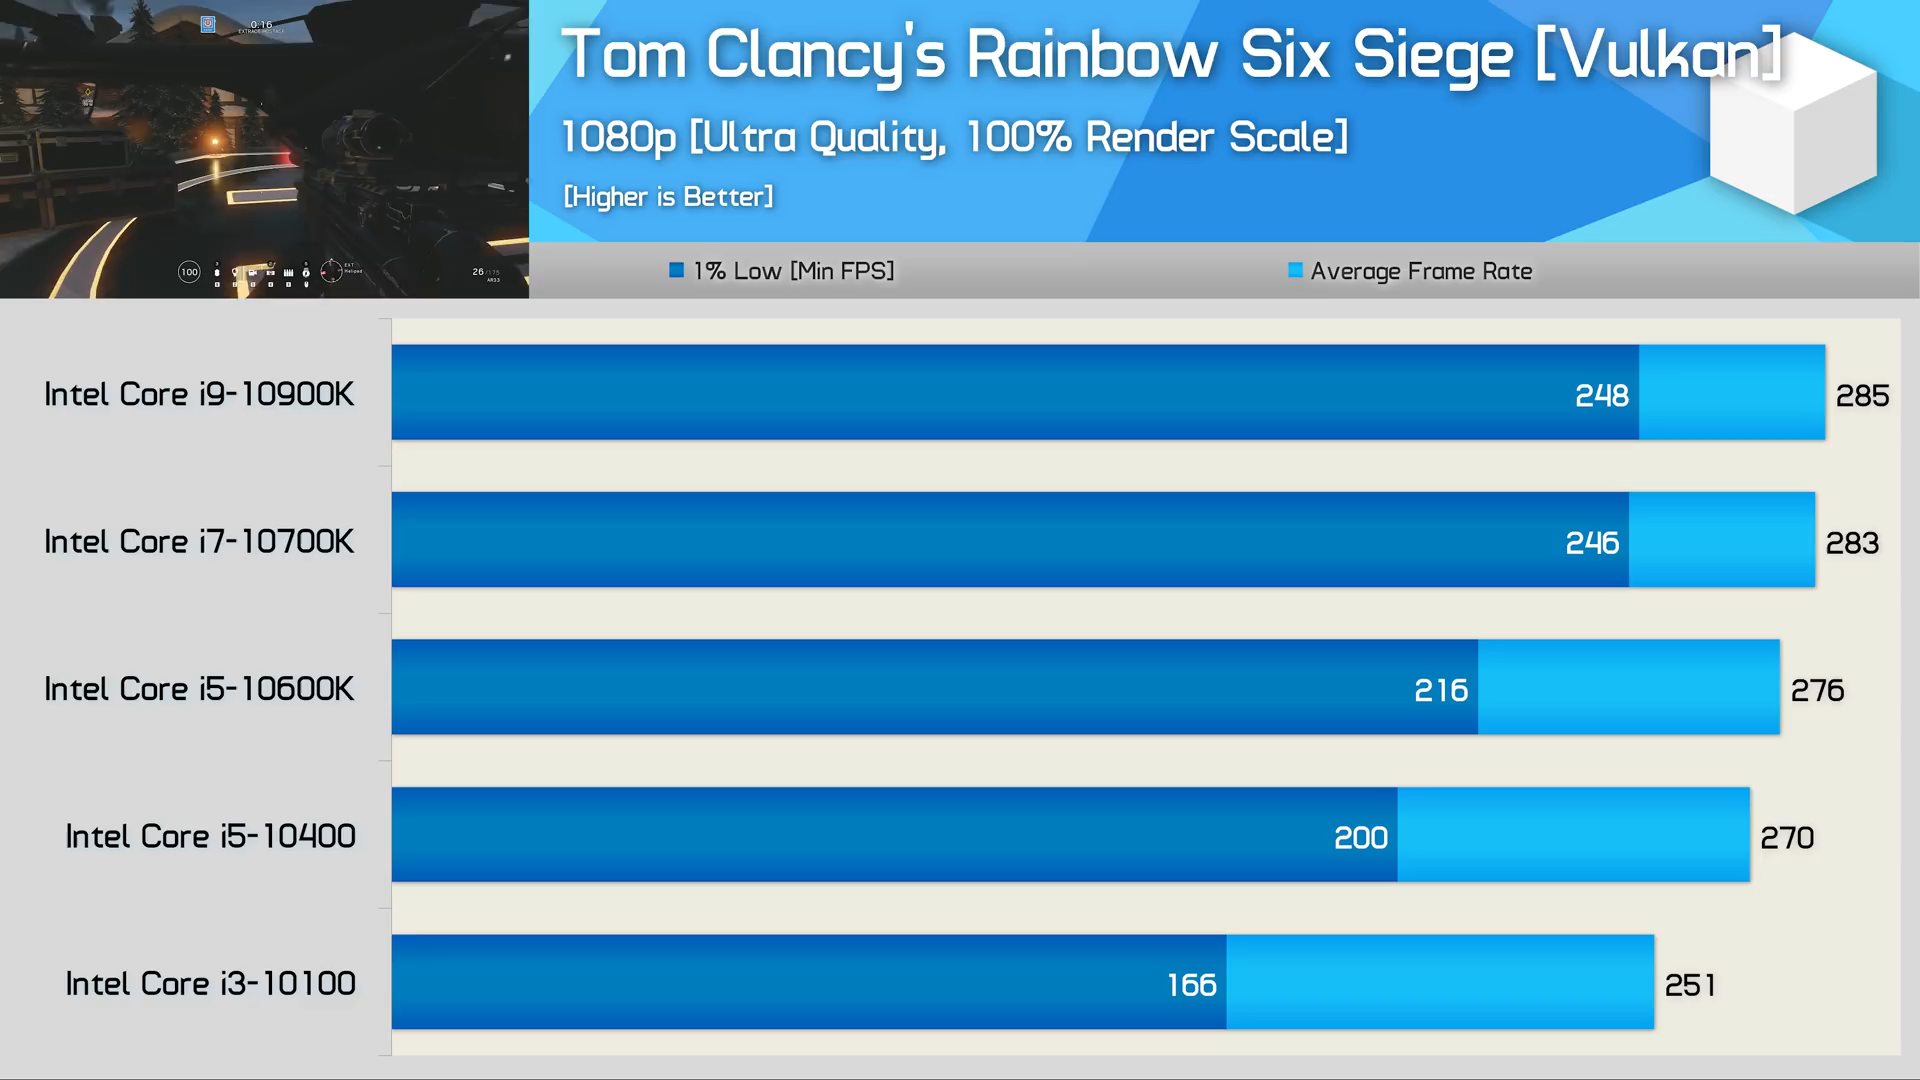 0:16
Tom Clancy's Rainbow Six Siege [Vulkan]
1080p [Ultra Quality, 100% Render Scale]
[Higher is Better]
100
26/175
AR33
1% Low [Min FPS]
Average Frame Rate
Intel Core i9-10900K
248
285
Intel Core i7-10700K
246
283
Intel Core i5-10600K
216
276
Intel Core i5-10400
200
270
Intel Core i3-10100
166
251